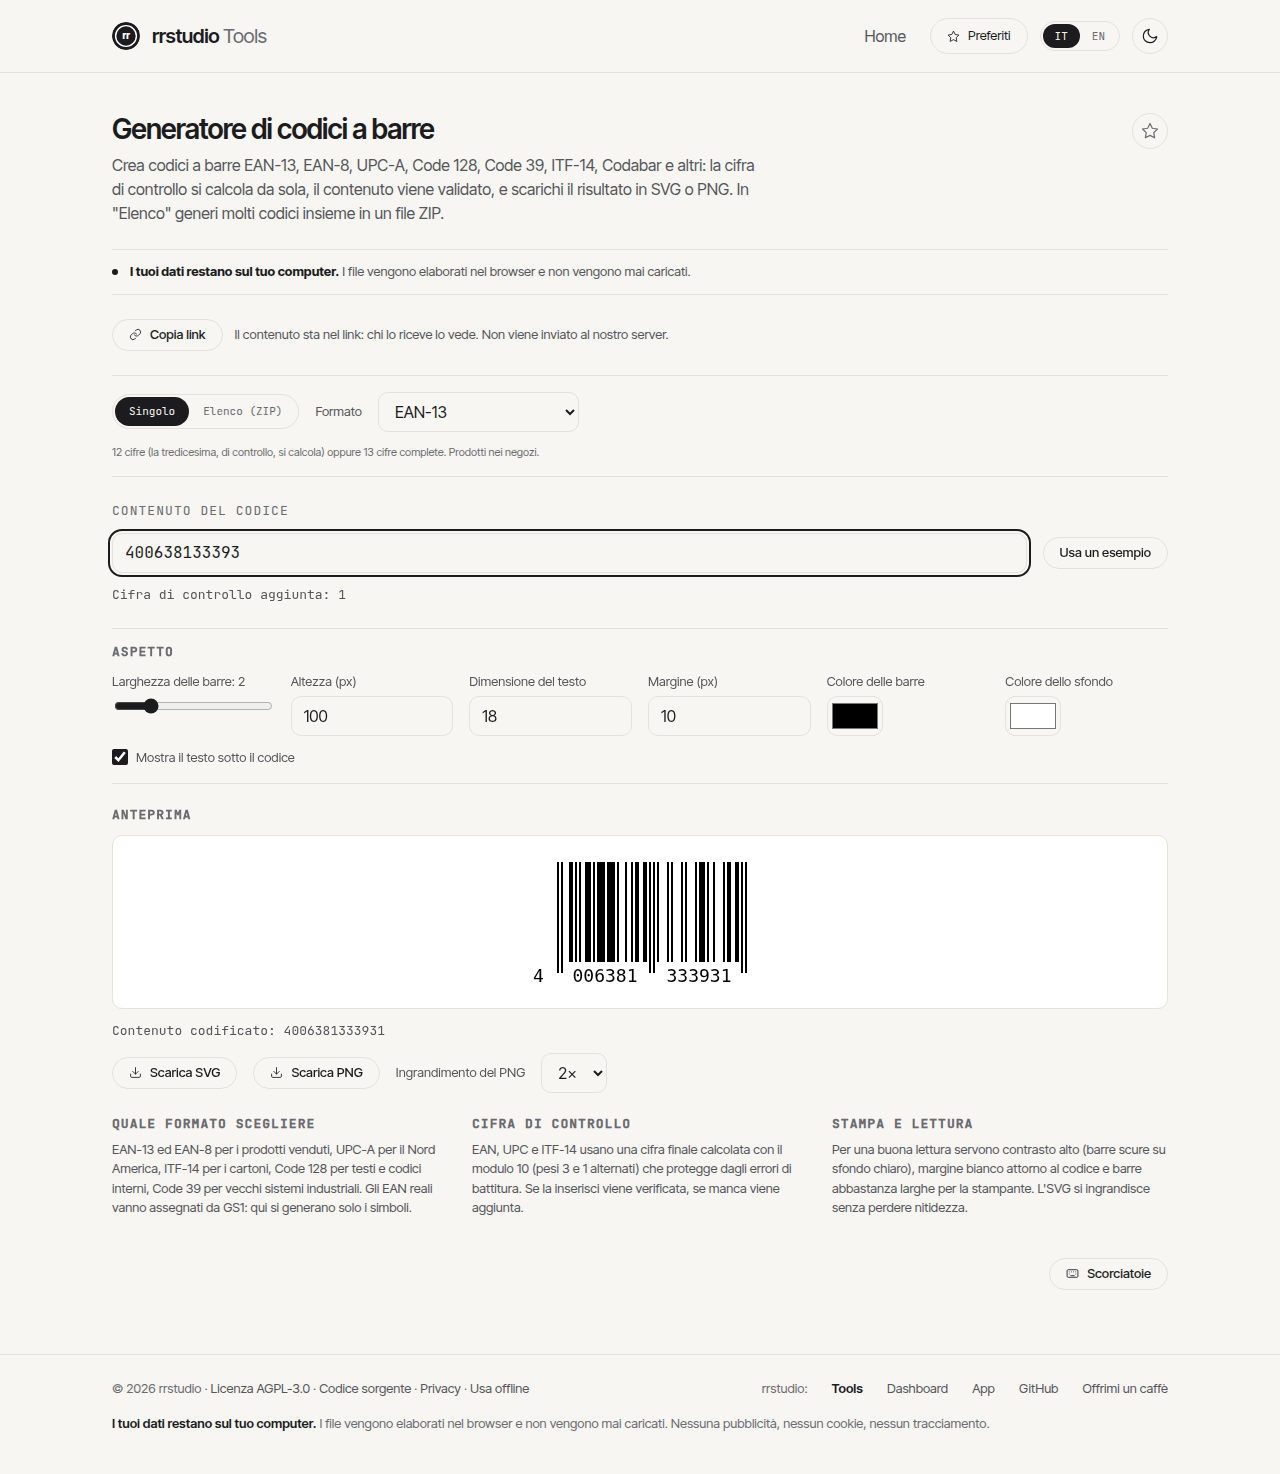 rr
rrstudio Tools
Home
Preferiti
IT
EN
Generatore di codici a barre
Crea codici a barre EAN-13, EAN-8, UPC-A, Code 128, Code 39, ITF-14, Codabar e altri: la cifra
di controllo si calcola da sola, il contenuto viene validato, e scarichi il risultato in SVG o PNG. In
"Elenco" generi molti codici insieme in un file ZIP.
I tuoi dati restano sul tuo computer. I file vengono elaborati nel browser e non vengono mai caricati.
Copia link
Il contenuto sta nel link: chi lo riceve lo vede. Non viene inviato al nostro server.
Singolo
Elenco (ZIP)
Formato
EAN-13
12 cifre (la tredicesima, di controllo, si calcola) oppure 13 cifre complete. Prodotti nei negozi.
CONTENUTO DEL CODICE
400638133393
Usa un esempio
Cifra di controllo aggiunta: 1
ASPETTO
Larghezza delle barre: 2
Altezza (px)
Dimensione del testo
Margine (px)
Colore delle barre
Colore dello sfondo
100
18
10
Mostra il testo sotto il codice
ANTEPRIMA
4 006381 333931
Contenuto codificato: 4006381333931
Scarica SVG
Scarica PNG
Ingrandimento del PNG
2×
QUALE FORMATO SCEGLIERE
EAN-13 ed EAN-8 per i prodotti venduti, UPC-A per il Nord
America, ITF-14 per i cartoni, Code 128 per testi e codici
interni, Code 39 per vecchi sistemi industriali. Gli EAN reali
vanno assegnati da GS1: qui si generano solo i simboli.
CIFRA DI CONTROLLO
EAN, UPC e ITF-14 usano una cifra finale calcolata con il
modulo 10 (pesi 3 e 1 alternati) che protegge dagli errori di
battitura. Se la inserisci viene verificata, se manca viene
aggiunta.
STAMPA E LETTURA
Per una buona lettura servono contrasto alto (barre scure su
sfondo chiaro), margine bianco attorno al codice e barre
abbastanza larghe per la stampante. L'SVG si ingrandisce
senza perdere nitidezza.
Scorciatoie
© 2026 rrstudio · Licenza AGPL-3.0 · Codice sorgente · Privacy · Usa offline
rrstudio:
Tools
Dashboard
App
GitHub
Offrimi un caffè
I tuoi dati restano sul tuo computer. I file vengono elaborati nel browser e non vengono mai caricati. Nessuna pubblicità, nessun cookie, nessun tracciamento.